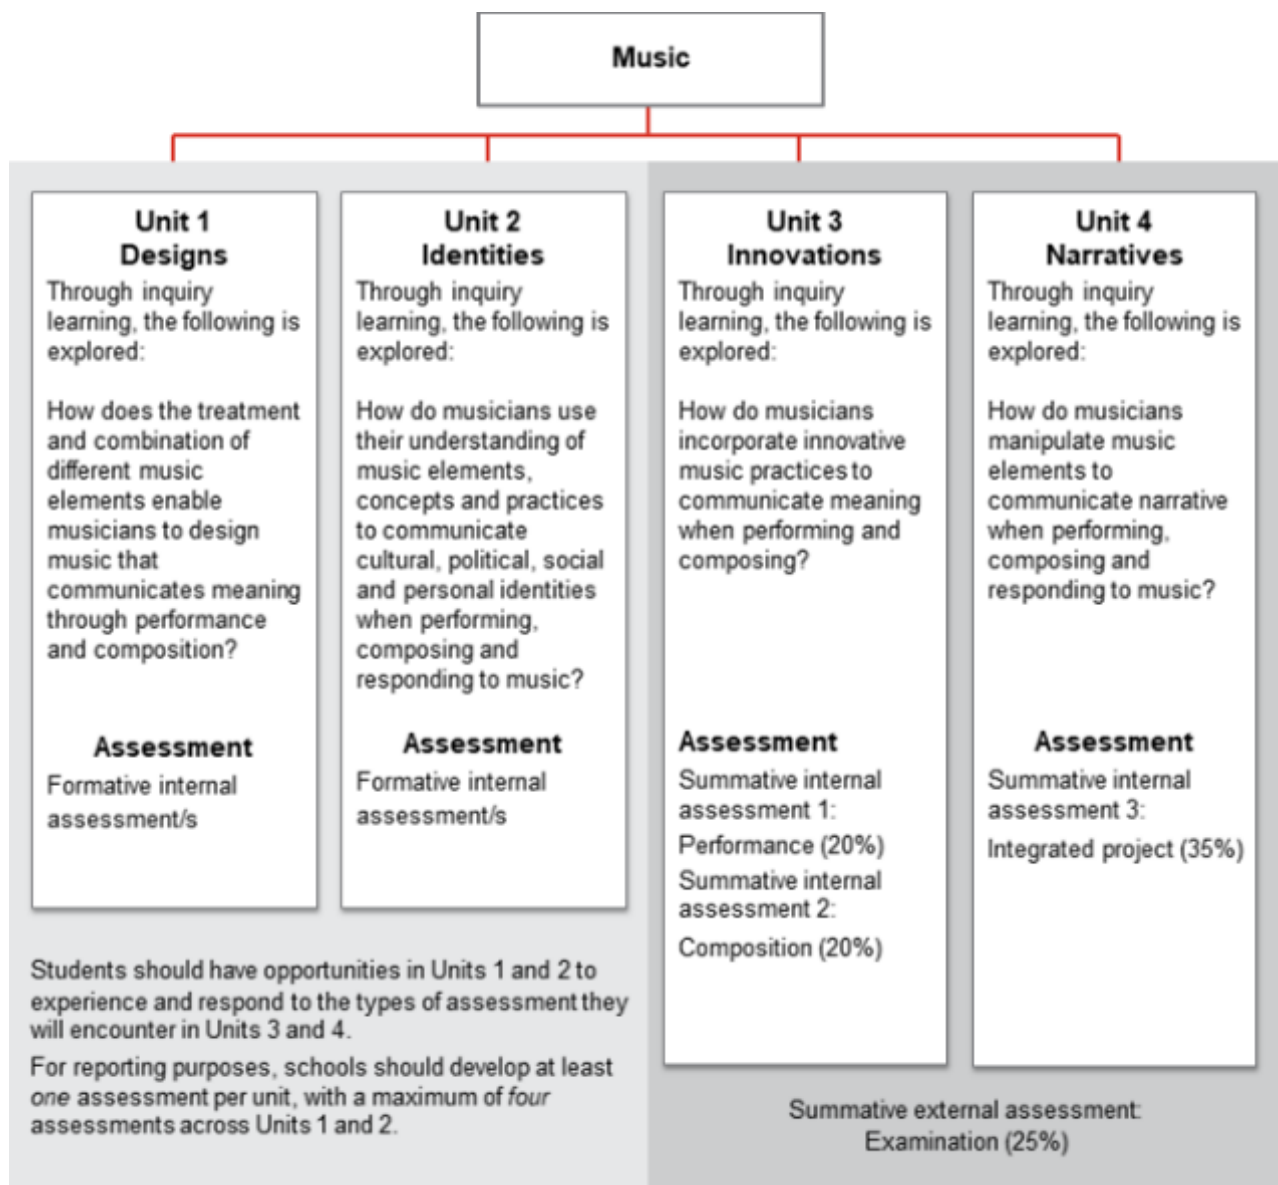 Music
Unit 1
Designs
Through inquiry
learning, the following is
explored:
How does the treatment
and combination of
different music
elements enable
musicians to design
music that
communicates meaning
through performance
and composition?
Assessment
Formative internal
assessment/s
Unit 2
Identities
Through inquiry
learning, the following is
explored:
How do musicians use
their understanding of
music elements,
concepts and practices
to communicate
cultural, political, social
and personal identities
when performing,
composing and
responding to music?
Assessment
Formative internal
assessment/s
Students should have opportunities in Units 1 and 2 to
experience and respond to the types of assessment they
will encounter in Units 3 and 4.
For reporting purposes, schools should develop at least
one assessment per unit, with a maximum of four
assessments across Units 1 and 2.
Unit 3
Innovations
Through inquiry
learning, the following is
explored:
How do musicians
incorporate innovative
music practices to
communicate meaning
when performing and
composing?
Assessment
Summative internal
assessment 1:
Performance (20%)
Summative internal
assessment 2:
Composition (20%)
Unit 4
Narratives
Through inquiry
learning, the following is
explored:
How do musicians
manipulate music
elements to
communicate narrative
when performing,
composing and
responding to music?
Assessment
Summative internal
assessment 3:
Integrated project (35%)
Summative external assessment:
Examination (25%)